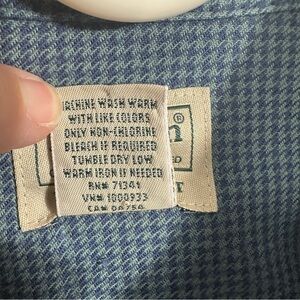 MACHINE WASH WARM
WITH LIKE COLORS
ONLY NON-CHLORINE
BLEACH IF REQUIRED
TUMBLE DRY LOW
WARM IRON IF NEEDED
RN# 71341
VN# 1000933
n®